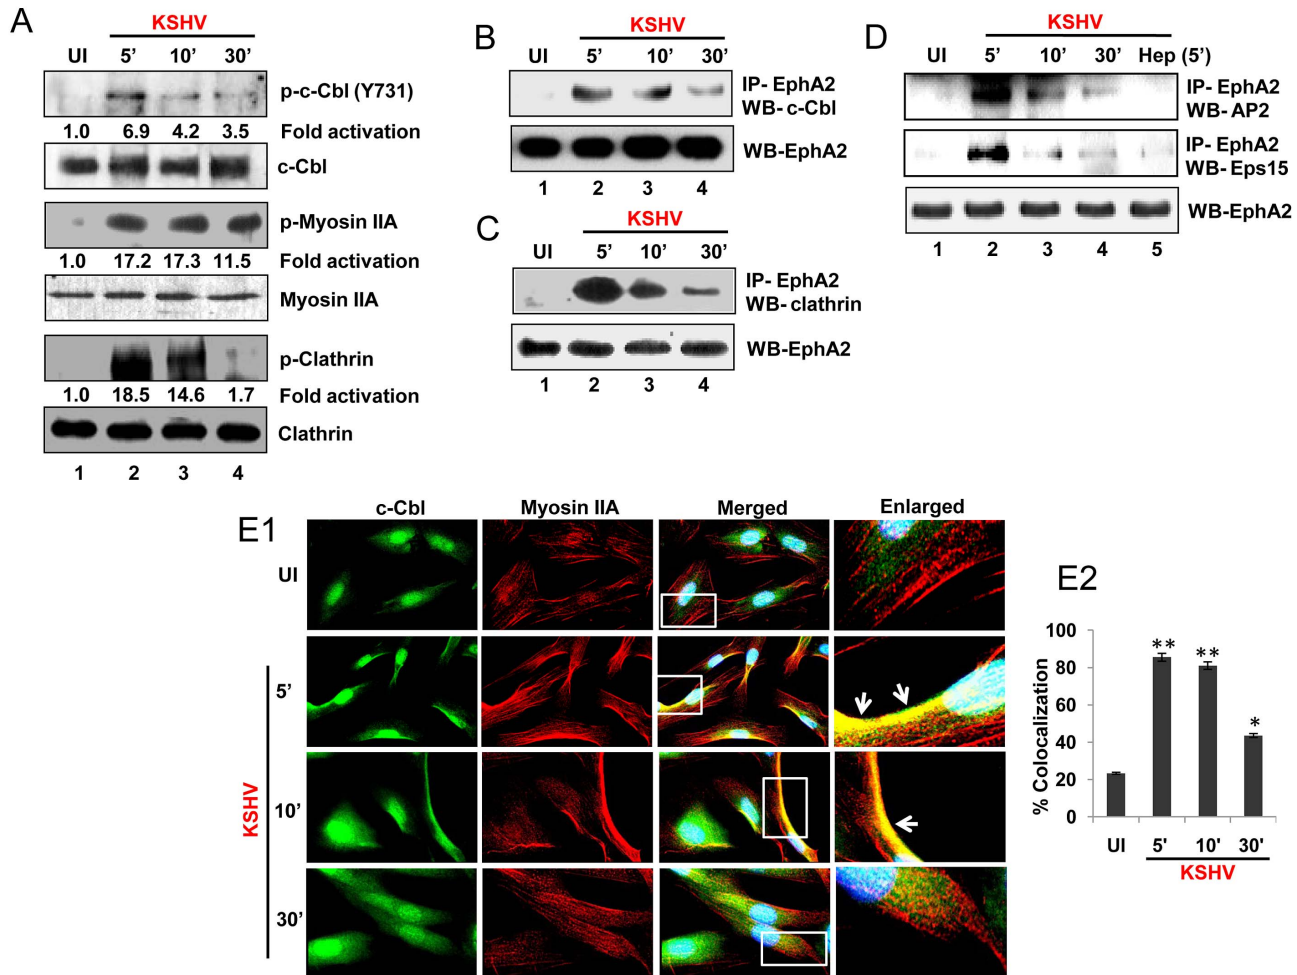 A
KSHV
UI 5’ 10’ 30’
p-c-Cbl (Y731)
1.0 6.9 4.2 3.5 Fold activation
c-Cbl
p-Myosin IIA
1.0 17.2 17.3 11.5 Fold activation
Myosin IIA
p-Clathrin
1.0 18.5 14.6 1.7 Fold activation
Clathrin
1 2 3 4
B
KSHV
UI 5’ 10’ 30’
IP- EphA2
WB- c-Cbl
WB-EphA2
1 2 3 4
C
KSHV
UI 5’ 10’ 30’
IP- EphA2
WB- clathrin
WB-EphA2
1 2 3 4
D
KSHV
UI 5’ 10’ 30’ Hep (5’)
IP- EphA2
WB- AP2
IP- EphA2
WB- Eps15
WB-EphA2
1 2 3 4 5
E1
c-Cbl Myosin IIA Merged Enlarged
UI
KSHV
5’
10’
30’
E2
% Colocalization
100
80
60
40
20
0
** ** *
UI 5' 10' 30'
KSHV